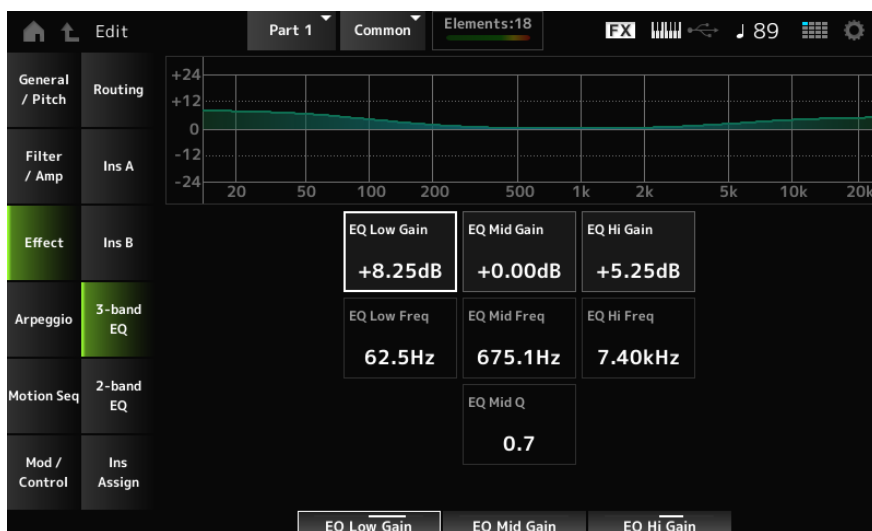 Edit
Part 1
Common
Elements:18
FX
♩ 89
General
/ Pitch
Filter
/ Amp
Effect
Arpeggio
Motion Seq
Mod /
Control
Routing
Ins A
Ins B
3-band
EQ
2-band
EQ
Ins
Assign
+24
+12
0
-12
-24
20 50 100 200 500 1k 2k 5k 10k 20k
EQ Low Gain
+8.25dB
EQ Mid Gain
+0.00dB
EQ Hi Gain
+5.25dB
EQ Low Freq
62.5Hz
EQ Mid Freq
675.1Hz
EQ Hi Freq
7.40kHz
EQ Mid Q
0.7
EQ Low Gain
EQ Mid Gain
EQ Hi Gain